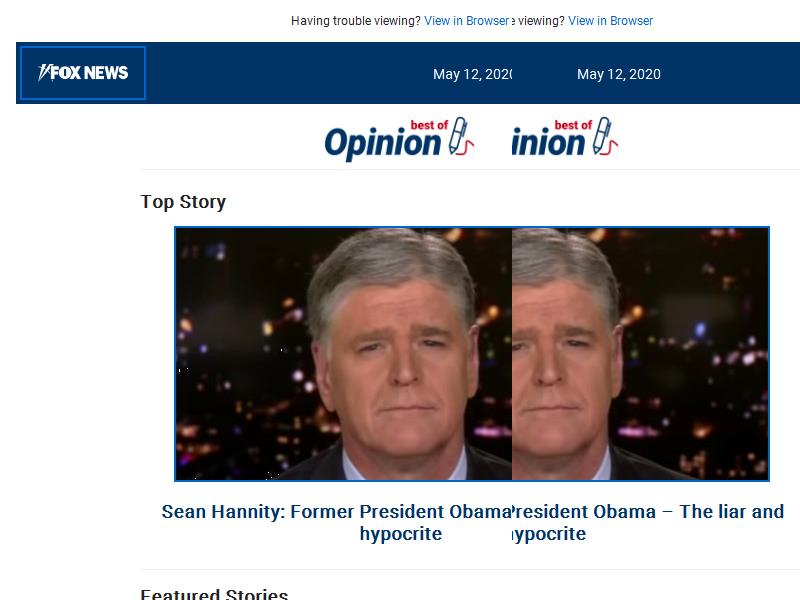 Having trouble viewing? View in Browser e viewing? View in Browser
FOX NEWS
May 12, 2020 May 12, 2020
best of best of
Opinion inion
Top Story
Sean Hannity: Former President Obama President Obama – The liar and
hypocrite hypocrite
Featured Stories